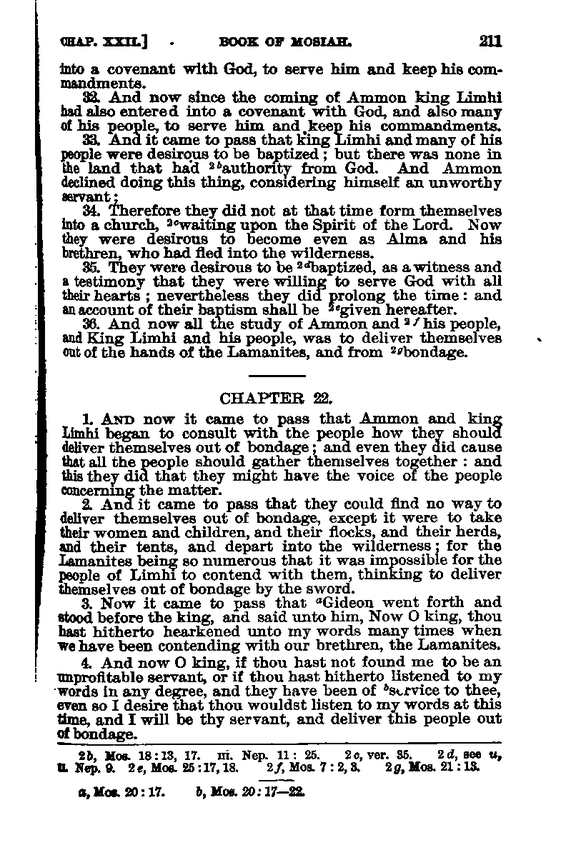 CHAP. XXII.] BOOK OF MOSIAH. 211
into a covenant with God, to serve him and keep his com-
mandments.
32. And now since the coming of Ammon king Limhi
had also entered into a covenant with God, and also many
of his people, to serve him and keep his commandments.
33. And it came to pass that king Limhi and many of his
people were desirous to be baptized ; but there was none in
the land that had 2bauthority from God. And Ammon
declined doing this thing, considering himself an unworthy
servant ;
34. Therefore they did not at that time form themselves
into a church, 2cwaiting upon the Spirit of the Lord. Now
they were desirous to become even as Alma and his
brethren, who had fled into the wilderness.
35. They were desirous to be 2dbaptized, as a witness and
a testimony that they were willing to serve God with all
their hearts ; nevertheless they did prolong the time : and
an account of their baptism shall be 2egiven hereafter.
36. And now all the study of Ammon and 2f his people,
and King Limhi and his people, was to deliver themselves
out of the hands of the Lamanites, and from 2gbondage.
CHAPTER 22.
1. AND now it came to pass that Ammon and king
Limhi began to consult with the people how they should
deliver themselves out of bondage ; and even they did cause
that all the people should gather themselves together : and
this they did that they might have the voice of the people
concerning the matter.
2. And it came to pass that they could find no way to
deliver themselves out of bondage, except it were to take
their women and children, and their flocks, and their herds,
and their tents, and depart into the wilderness ; for the
Lamanites being so numerous that it was impossible for the
people of Limhi to contend with them, thinking to deliver
themselves out of bondage by the sword.
3. Now it came to pass that aGideon went forth and
stood before the king, and said unto him, Now O king, thou
hast hitherto hearkened unto my words many times when
we have been contending with our brethren, the Lamanites.
4. And now O king, if thou hast not found me to be an
unprofitable servant, or if thou hast hitherto listened to my
words in any degree, and they have been of bservice to thee,
even so I desire that thou wouldst listen to my words at this
time, and I will be thy servant, and deliver this people out
of bondage.
2b, Mos. 18 : 13, 17. iii. Nep. 11 : 25. 2c, ver. 35. 2d, see u,
ii. Nep. 9. 2e, Mos. 25 : 17, 18. 2f, Mos. 7 : 2, 3. 2g, Mos. 21 : 13.
a, Mos. 20 : 17. b, Mos. 20 : 17—22.